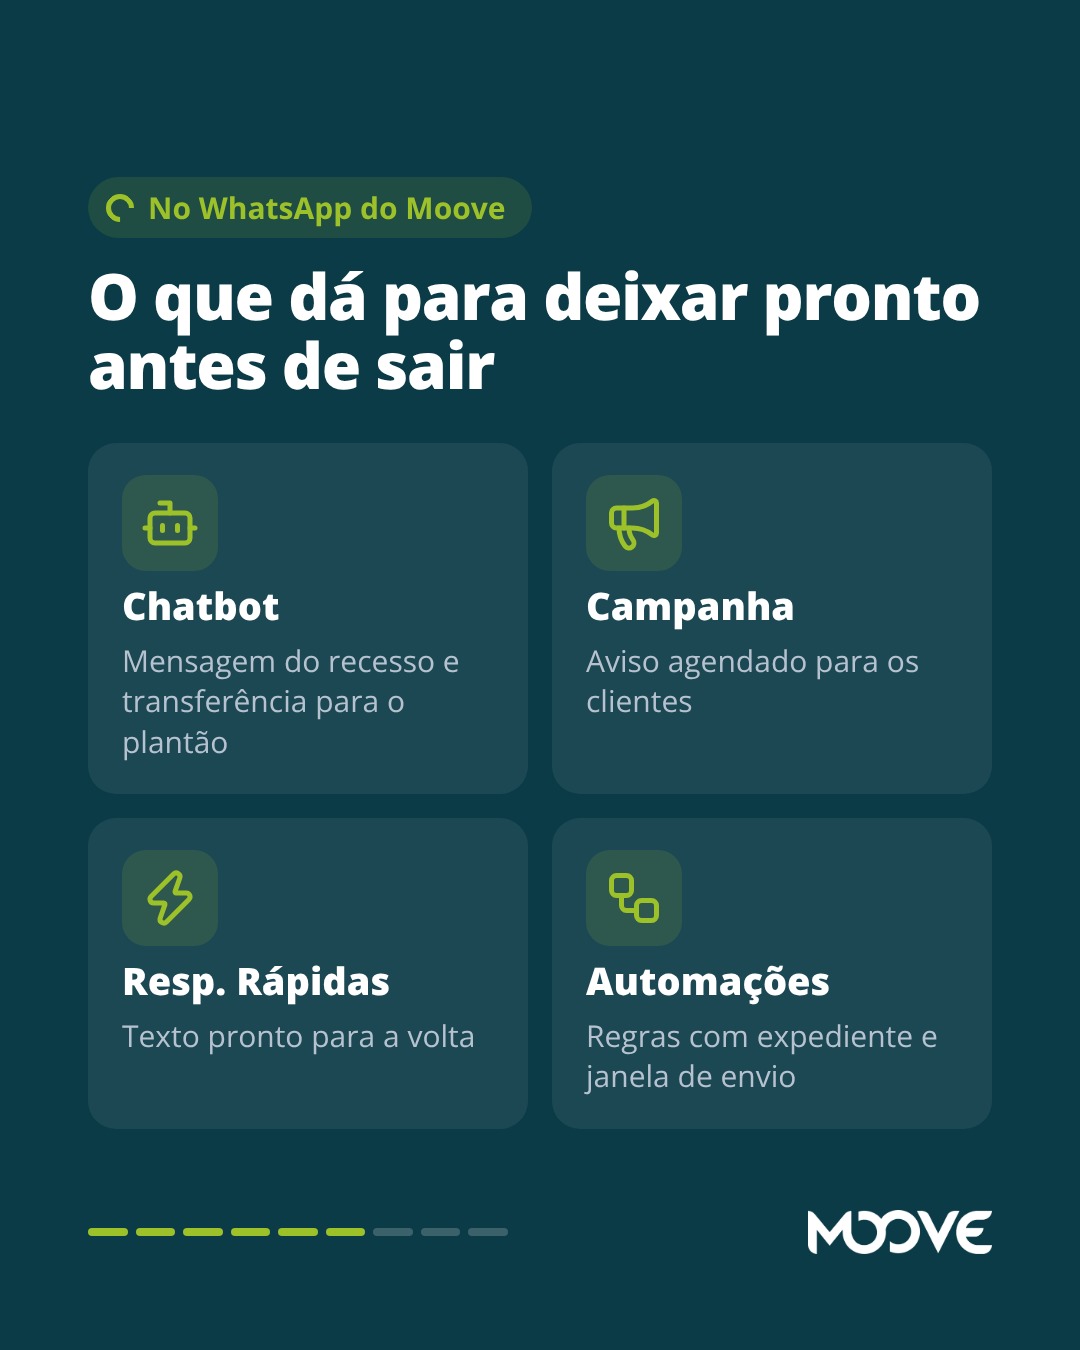 No WhatsApp do Moove
O que dá para deixar pronto
antes de sair
Chatbot
Mensagem do recesso e
transferência para o
plantão
Campanha
Aviso agendado para os
clientes
Resp. Rápidas
Texto pronto para a volta
Automações
Regras com expediente e
janela de envio
MOOVE